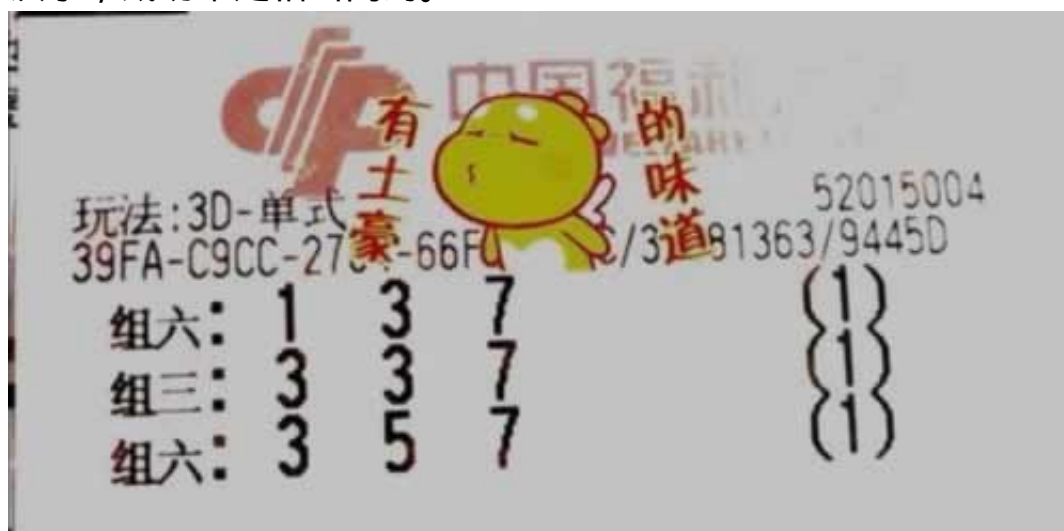 中国福利
有土豪的味道
玩法:3D-单式
52015004
39FA-C9CC-27 -66F C/3 81363/9445D
组六: 1 3 7 (1)
组三: 3 3 7 (1)
组六: 3 5 7 (1)